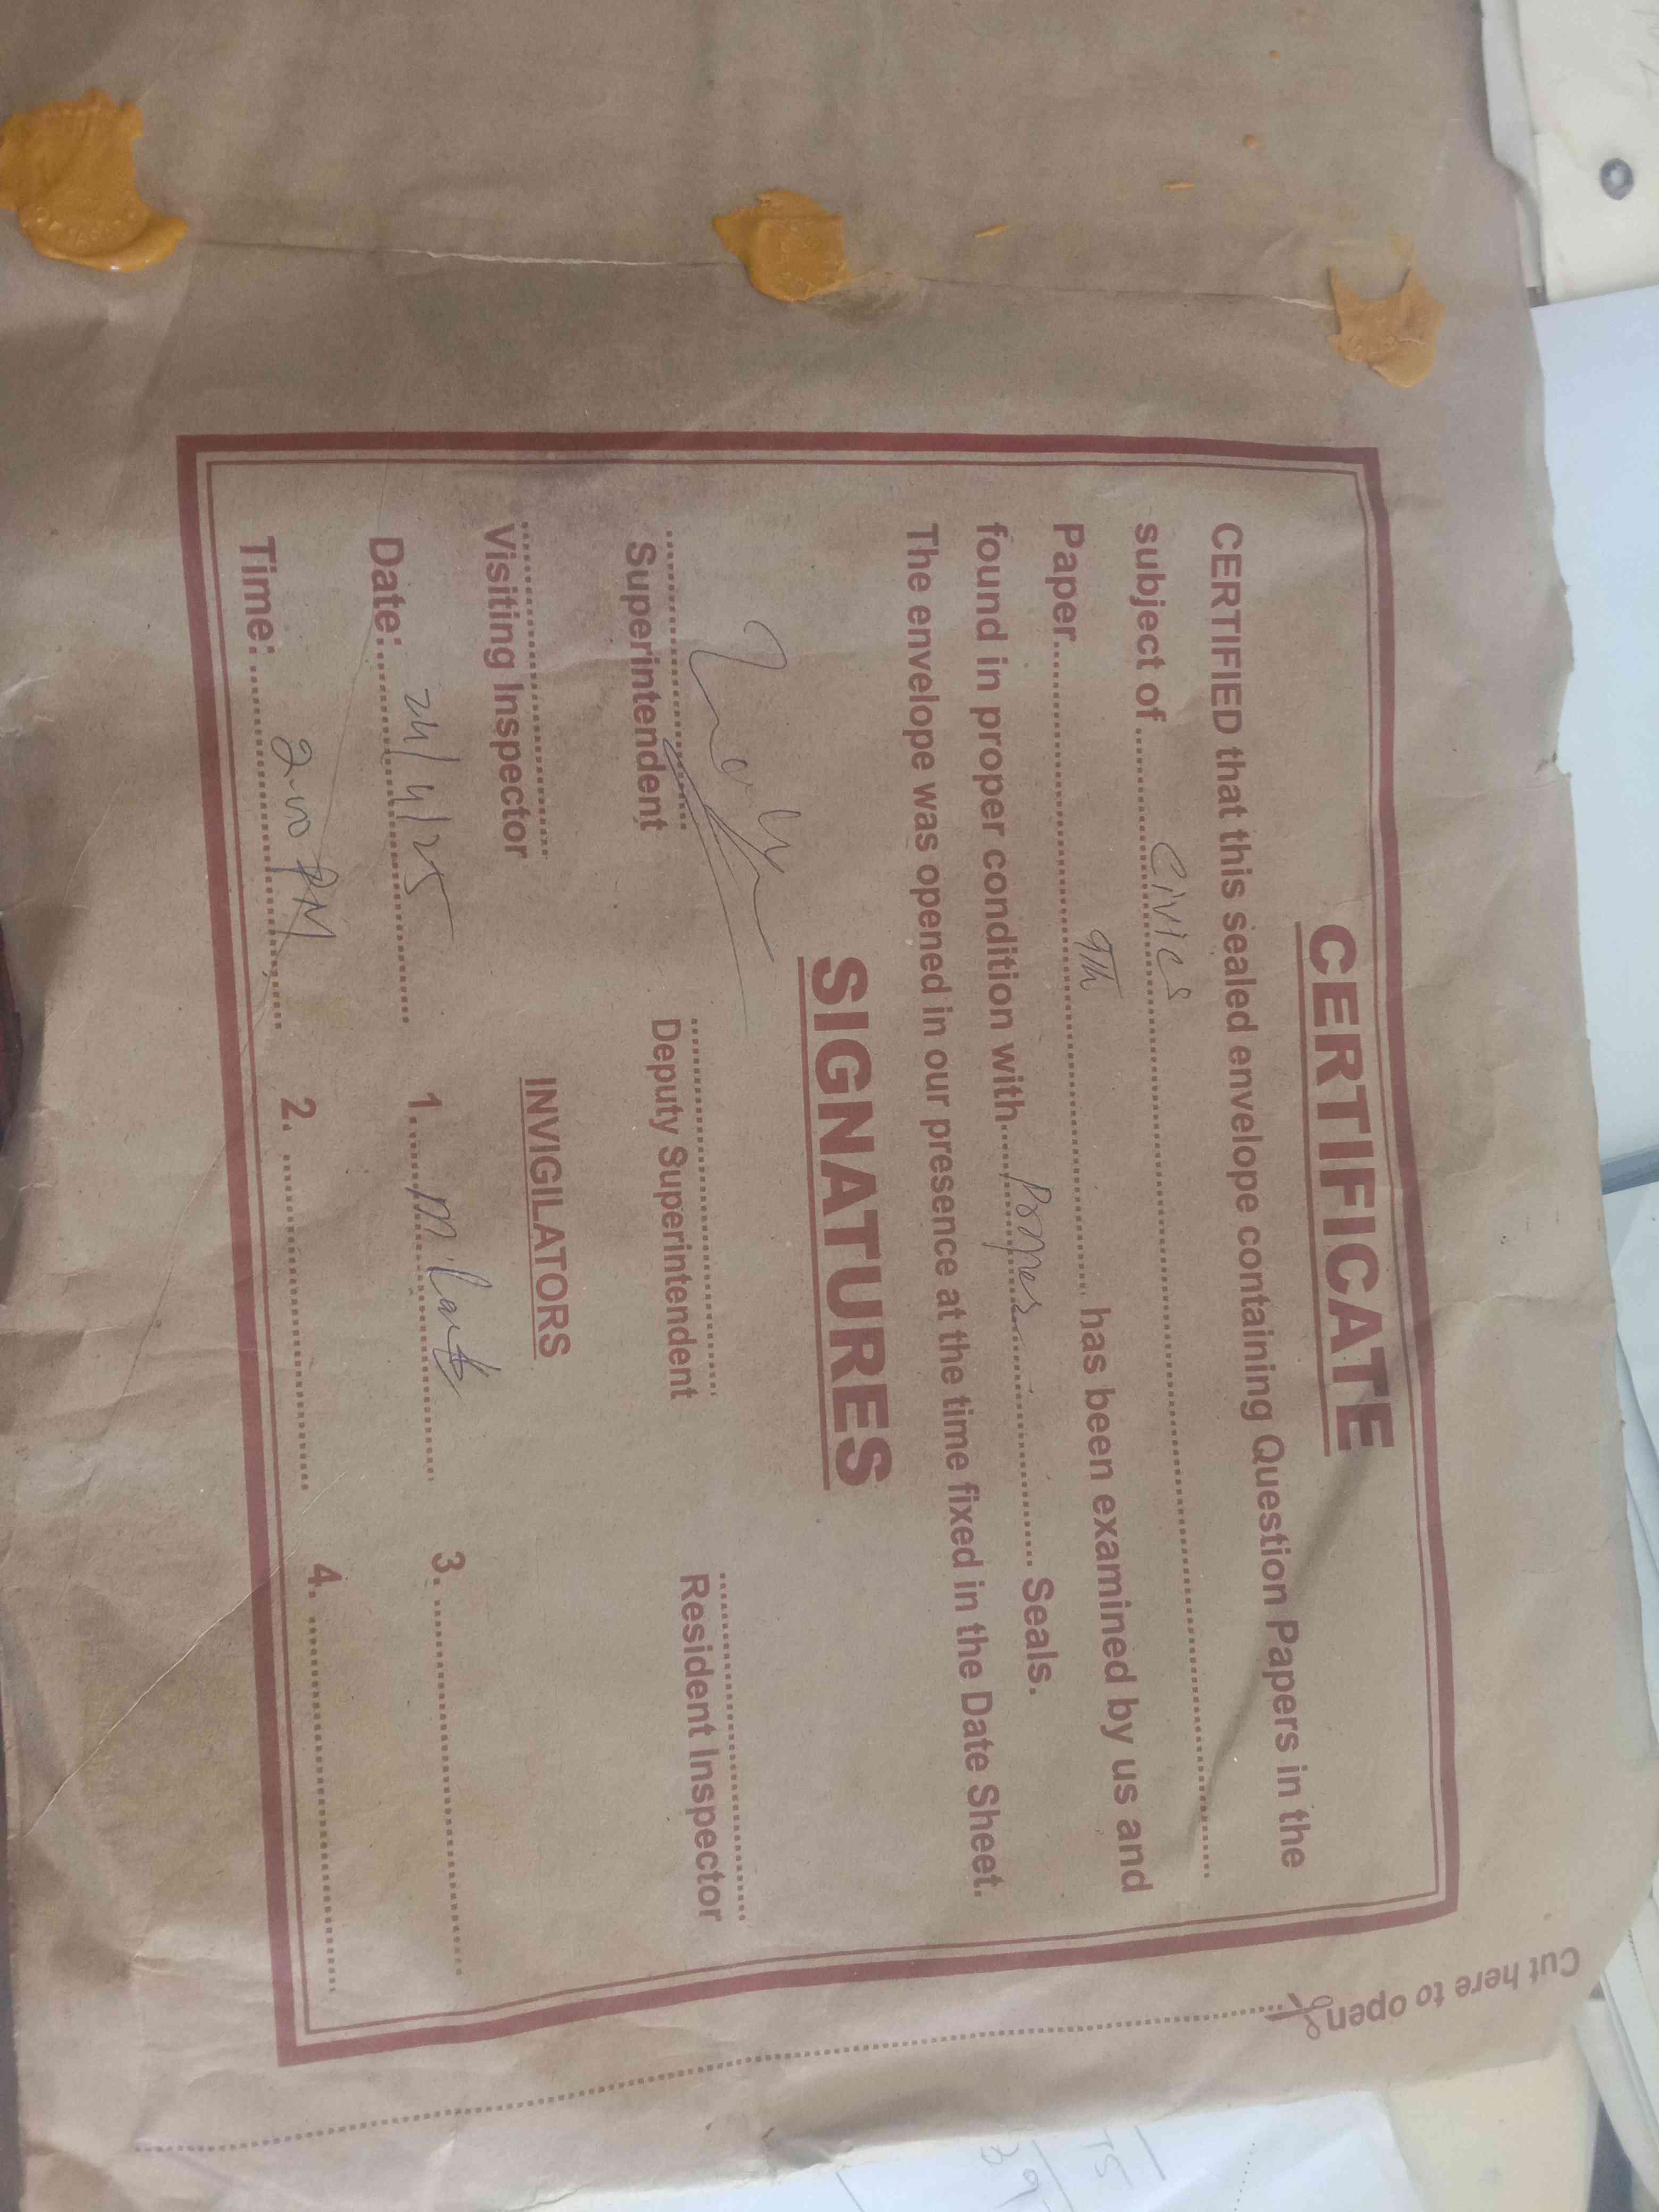 CERTIFICATE
CERTIFIED that this sealed envelope containing Question Papers in the
subject of.......Civics.......
Paper.......9th....... has been examined by us and
found in proper condition with.......Proper....... Seals.
The envelope was opened in our presence at the time fixed in the Date Sheet.
SIGNATURES
Superintendent Deputy Superintendent Resident Inspector
Visiting Inspector
INVIGILATORS
Date:.......24/4/25....... 1. 3.
Time:.......2-00 PM....... 2. 4.
Cut here to open